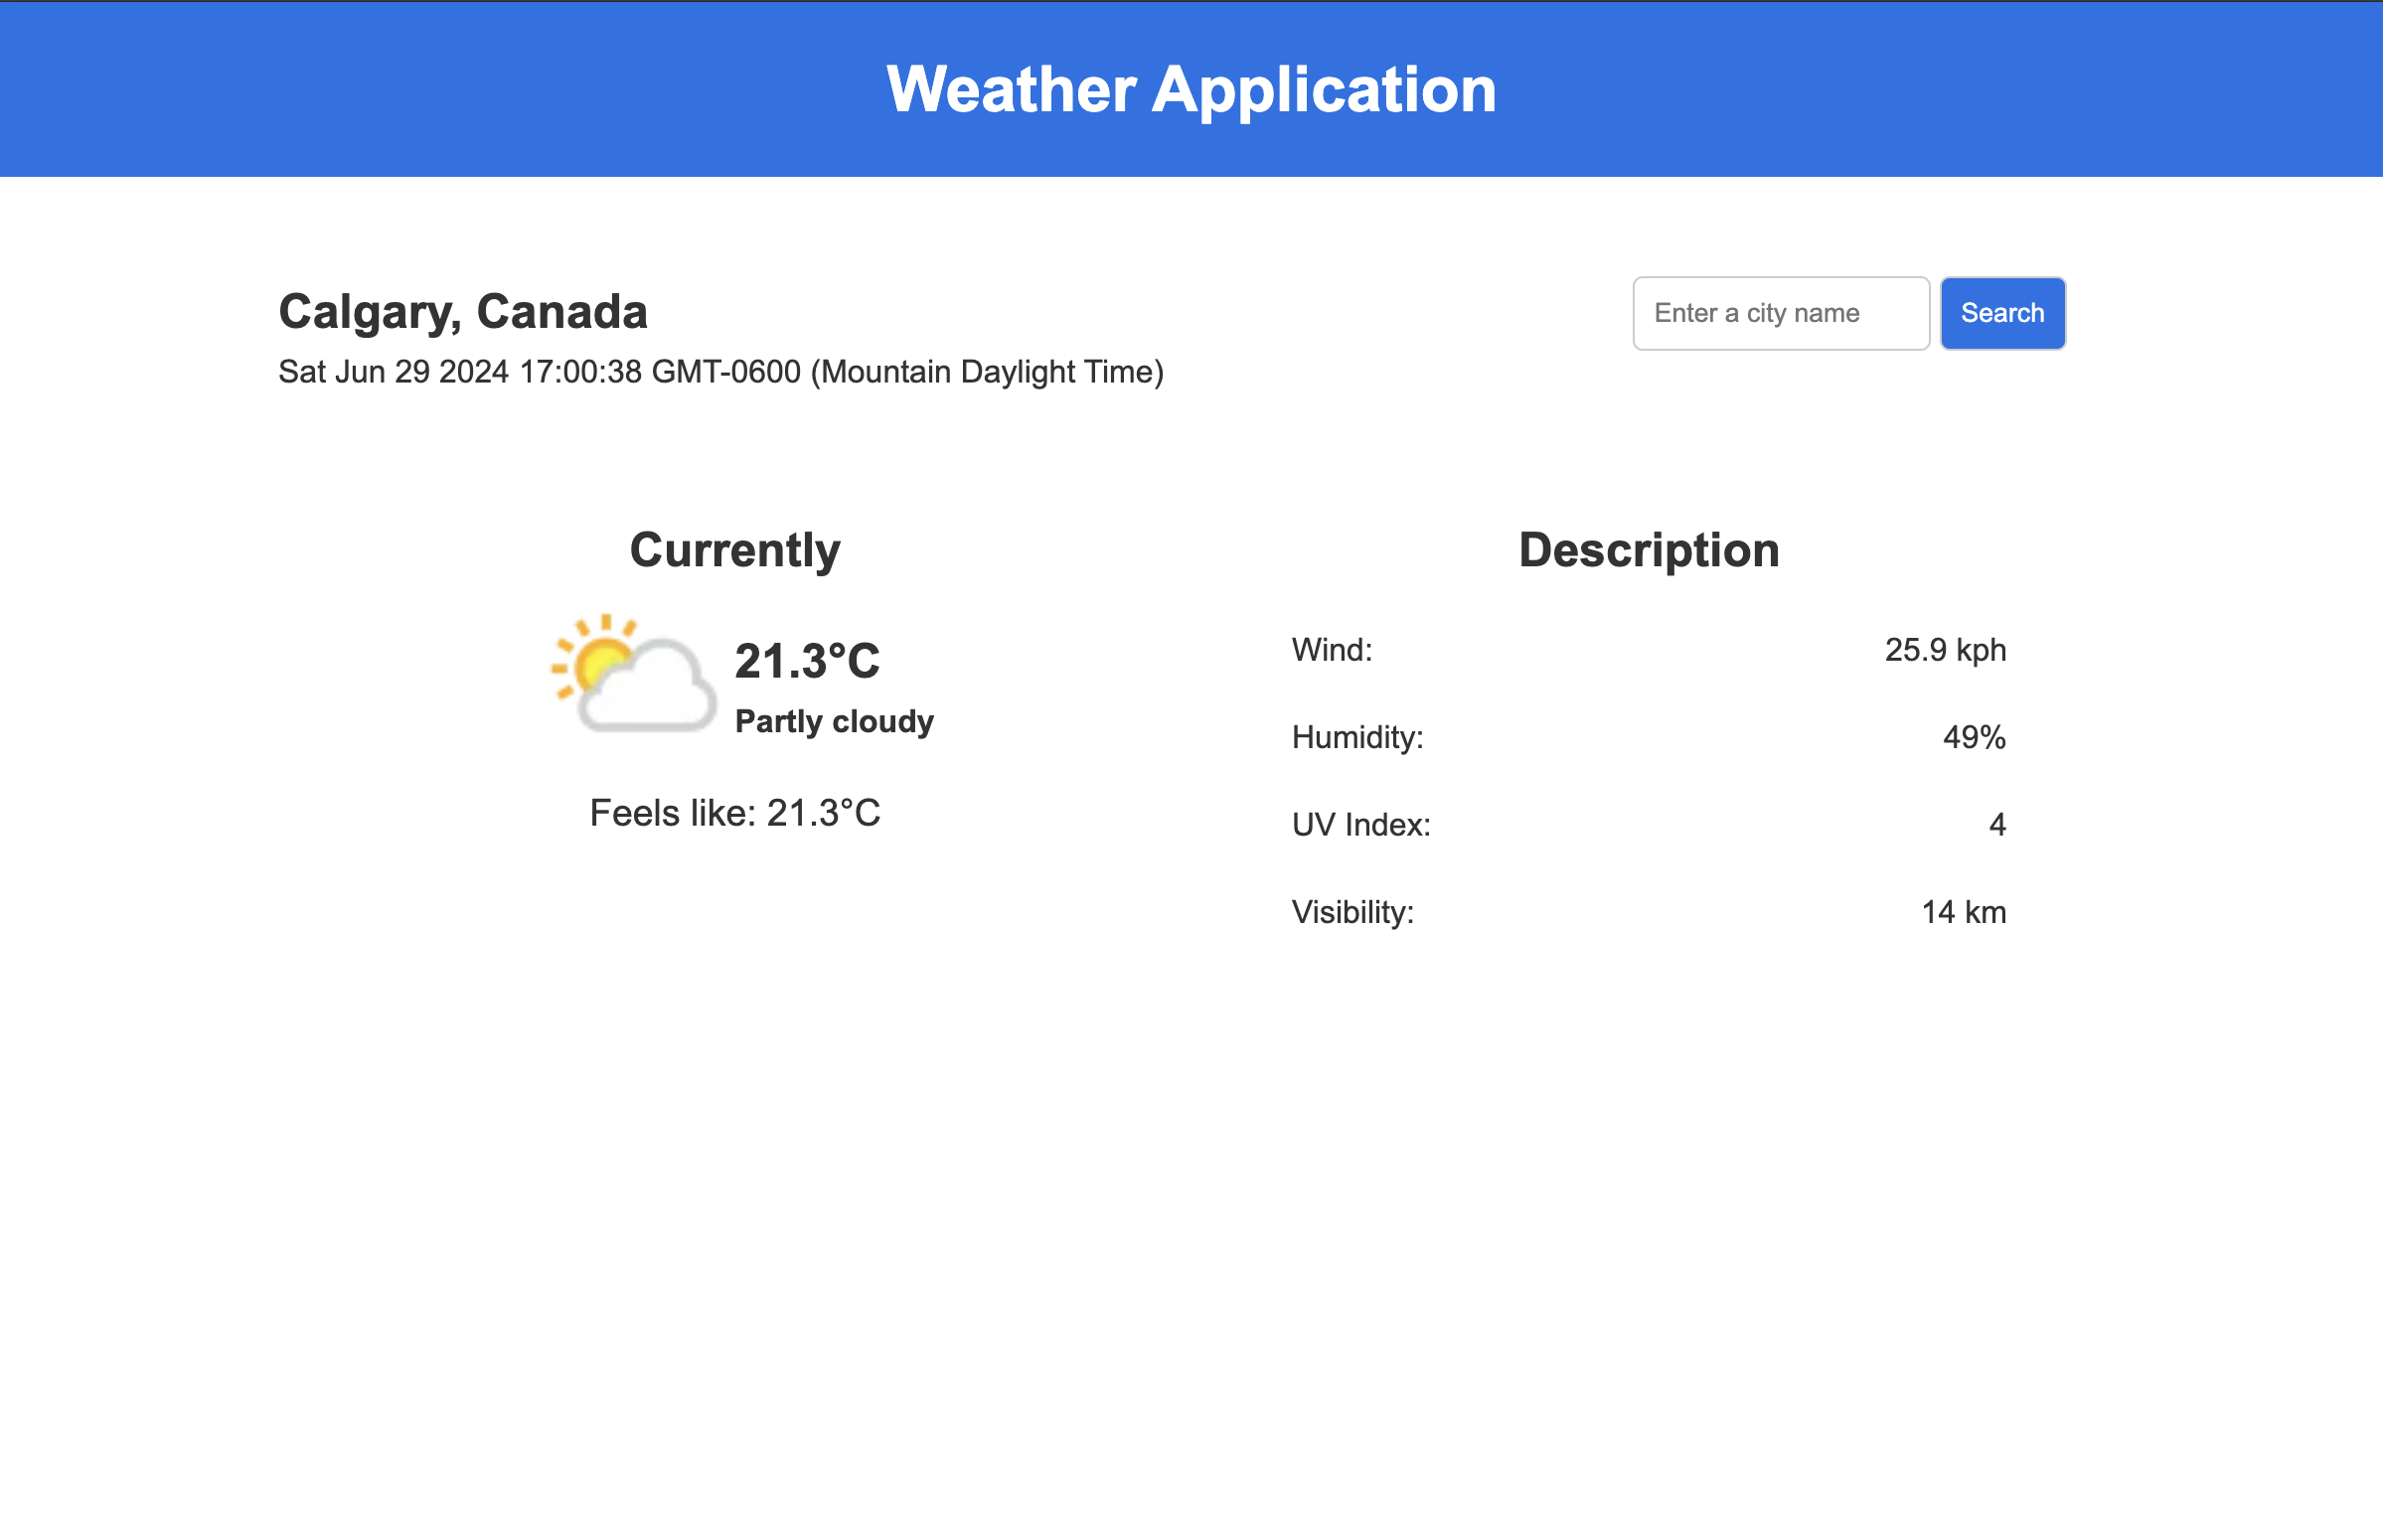 Weather Application
Calgary, Canada
Sat Jun 29 2024 17:00:38 GMT-0600 (Mountain Daylight Time)
Enter a city name
Search
Currently
21.3°C
Partly cloudy
Feels like: 21.3°C
Description
Wind: 25.9 kph
Humidity: 49%
UV Index: 4
Visibility: 14 km